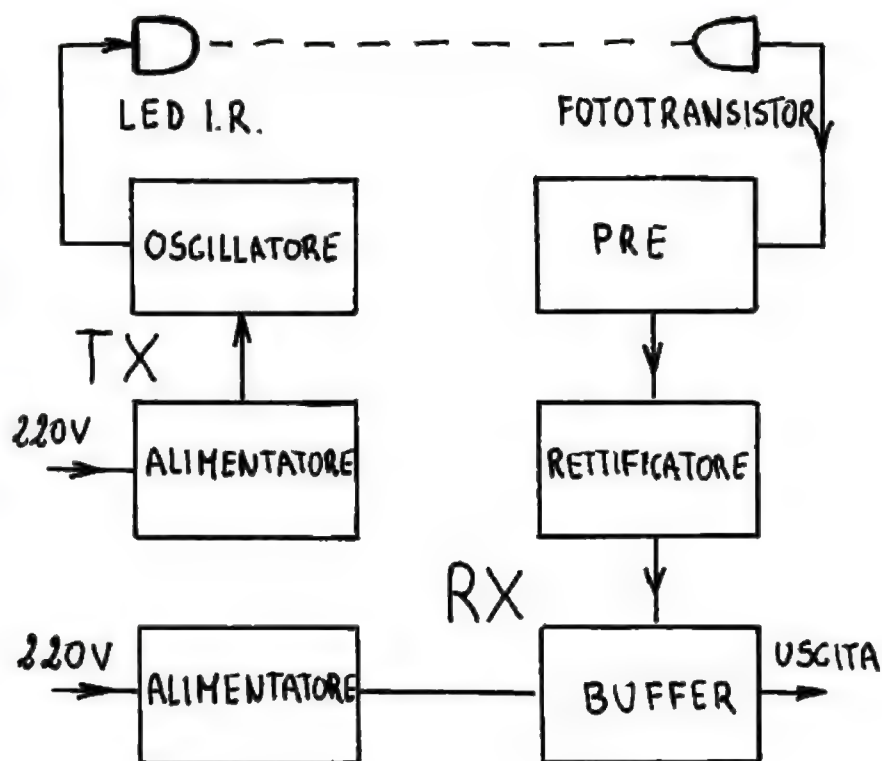 LED I.R.
FOTOTRANSISTOR
OSCILLATORE
PRE
TX
220V
ALIMENTATORE
RETTIFICATORE
RX
220V
ALIMENTATORE
BUFFER
USCITA